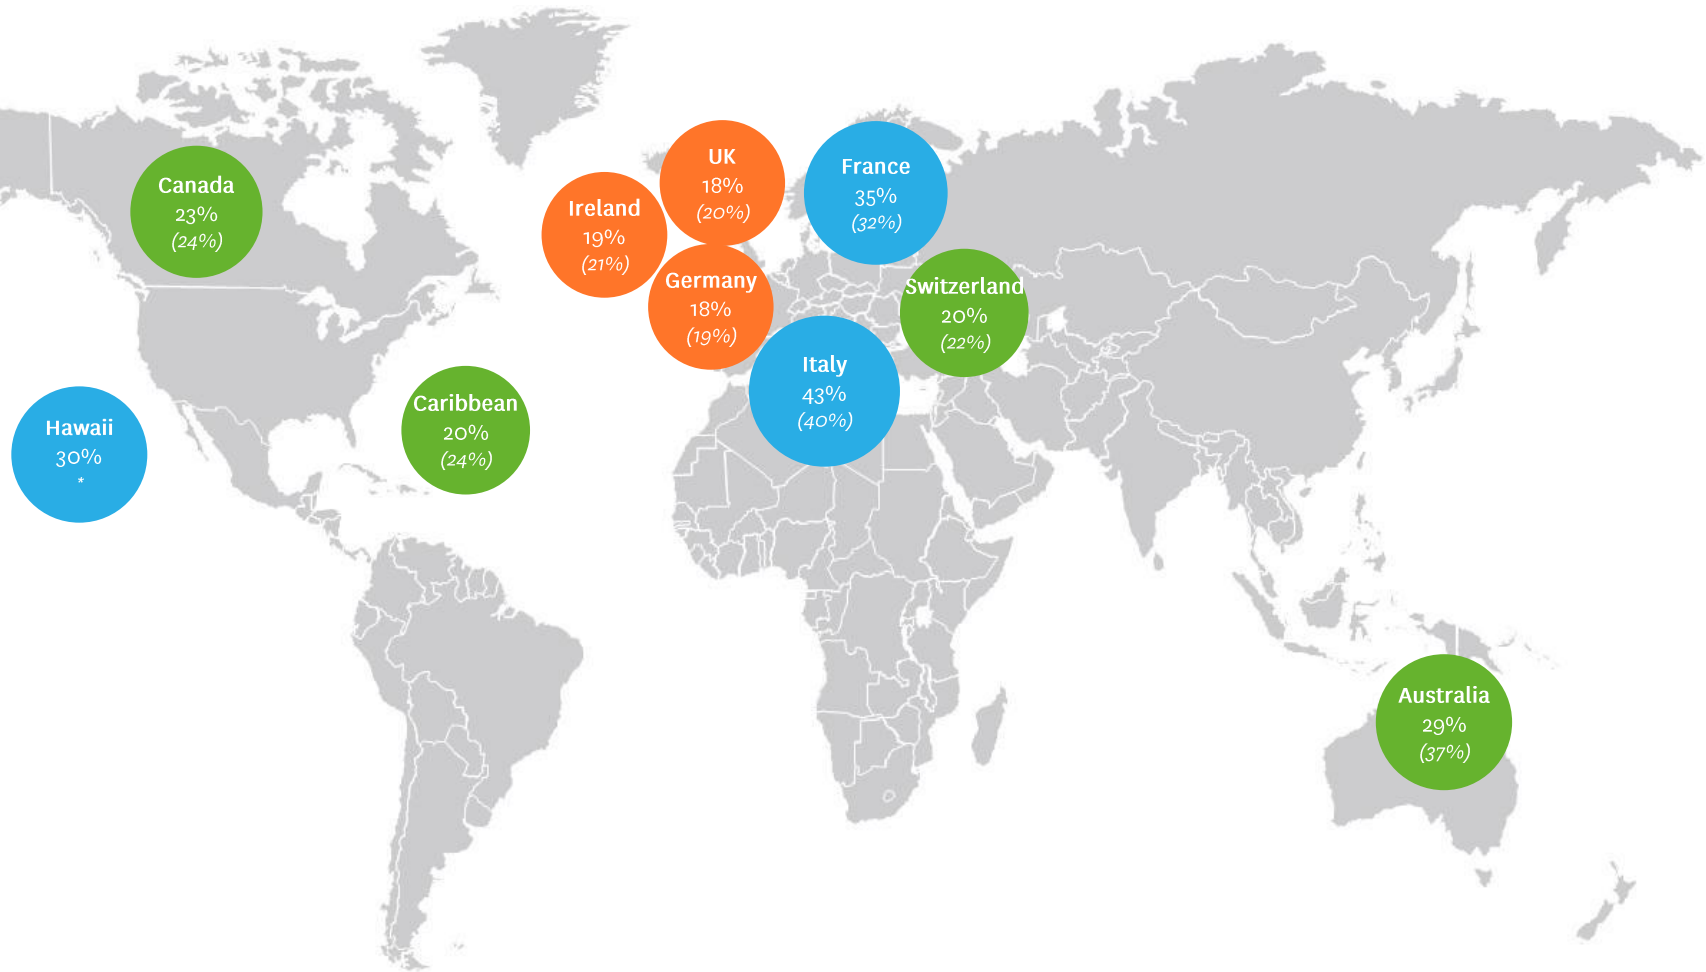 Canada
23%
(24%)
Hawaii
30%
*
Caribbean
20%
(24%)
Ireland
19%
(21%)
UK
18%
(20%)
Germany
18%
(19%)
France
35%
(32%)
Switzerland
20%
(22%)
Italy
43%
(40%)
Australia
29%
(37%)